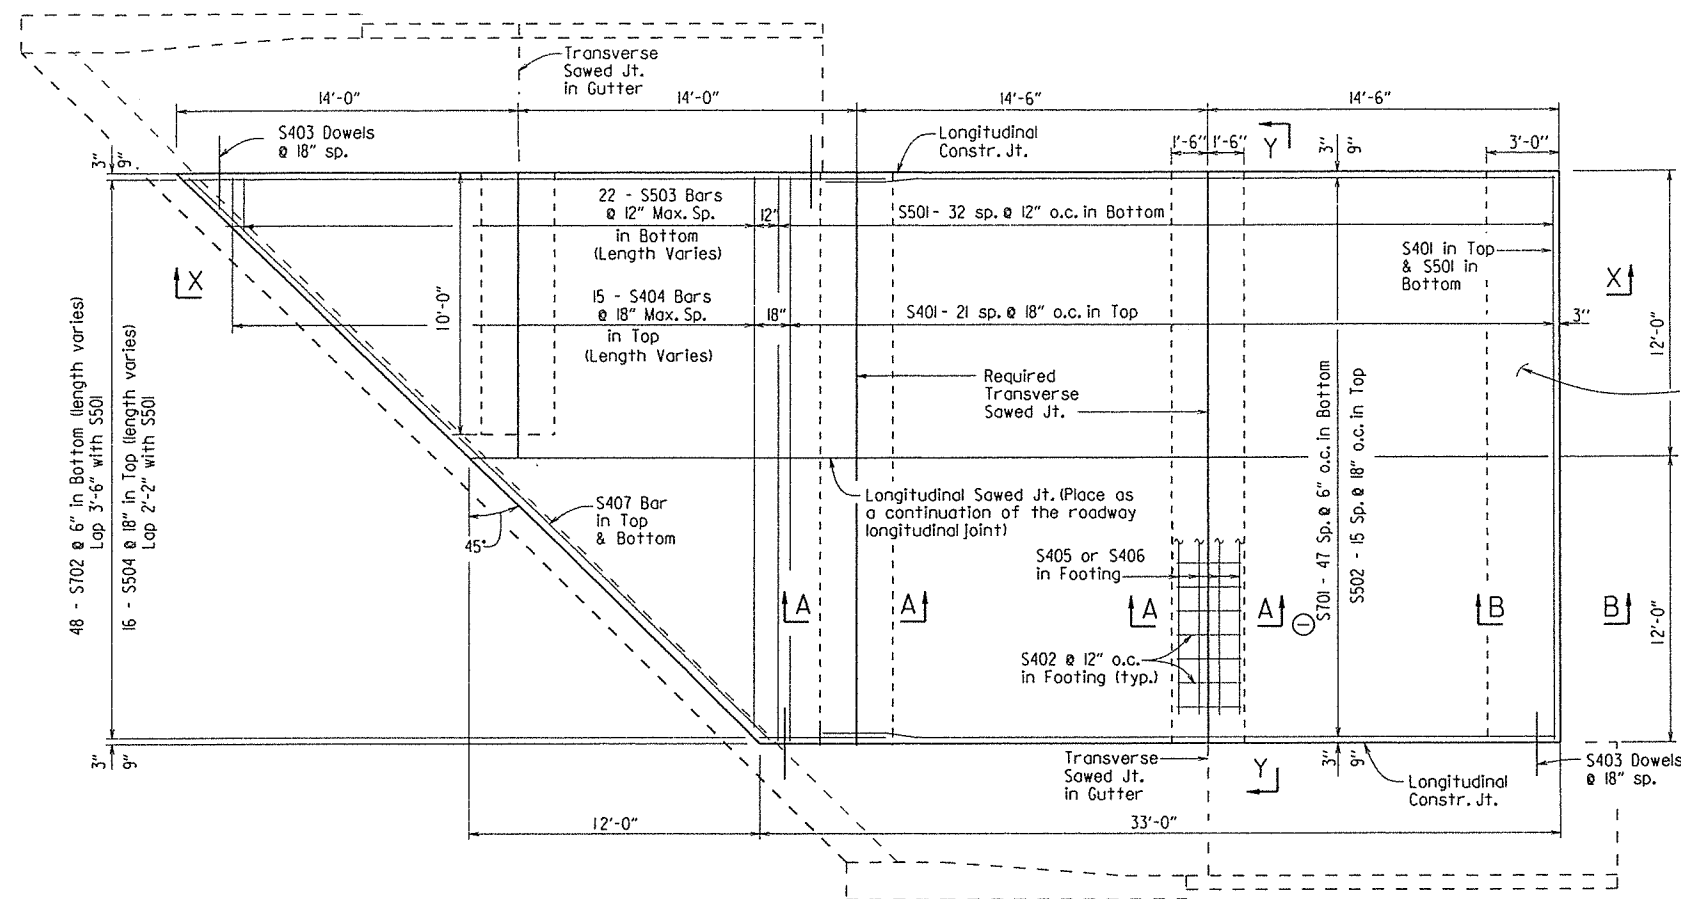 Transverse
Sawed Jt.
in Gutter
14'-0"
14'-0"
14'-6"
14'-6"
S403 Dowels
@ 18" sp.
Longitudinal
Constr. Jt.
1'-6"
1'-6"
Y
3"
9"
3'-0"
3"
9"
22 - S503 Bars
@ 12" Max. Sp.
in Bottom
(Length Varies)
12"
S501 - 32 sp. @ 12" o.c. in Bottom
S401 in Top
& S501 in
Bottom
X
X
15 - S404 Bars
@ 18" Max. Sp.
in Top
(Length Varies)
18"
S401 - 21 sp. @ 18" o.c. in Top
3"
10'-0"
12'-0"
Required
Transverse
Sawed Jt.
48 - S702 @ 6" in Bottom (length varies)
Lap 3'-6" with S501
16 - S504 @ 18" in Top (length varies)
Lap 2'-2" with S501
S407 Bar
in Top
& Bottom
45°
Longitudinal Sawed Jt. (Place as
a continuation of the roadway
longitudinal joint)
S405 or S406
in Footing
S701 - 47 Sp. @ 6" o.c. in Bottom
S502 - 15 Sp. @ 18" o.c. in Top
A
A
A
A
1
B
B
12'-0"
S402 @ 12" o.c.
in Footing (typ.)
3"
9"
Transverse
Sawed Jt.
in Gutter
Y
3"
9"
Longitudinal
Constr. Jt.
S403 Dowels
@ 18" sp.
12'-0"
33'-0"